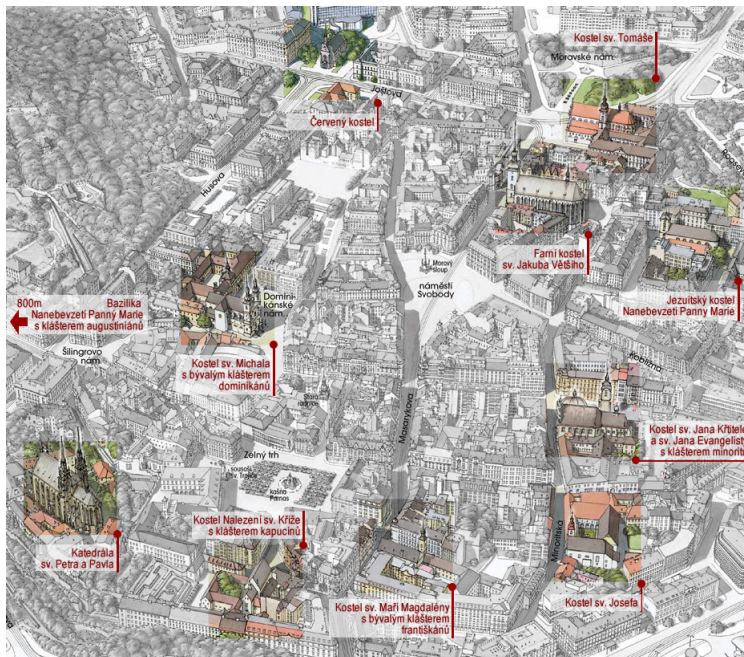 Kostel sv. Tomáše
Moravské nám.
Joštova
Červený kostel
Husova
Rooseve
Farní kostel
sv. Jakuba Většího
Morový
sloup
náměstí
Svobody
Jezuitský kostel
Nanebevzetí Panny Marie
800m
Bazilika
Nanebevzetí Panny Marie
s klášterem augustiniánů
Domini-
kánské
nám.
Šilingrovo
nám.
Kostel sv. Michala
s bývalým klášterem
dominikánů
Kobližná
Stará
radnice
Masarykova
Kostel sv. Jana Křtitele
a sv. Jana Evangelisty
s klášterem minoritů
Zelný trh
sousoší
sv. Trojice
kašna
Parnas
Kostel Nalezení sv. Kříže
s klášterem kapucínů
Katedrála
sv. Petra a Pavla
Minoritská
Kostel sv. Maří Magdalény
s bývalým klášterem
františkánů
Kostel sv. Josefa